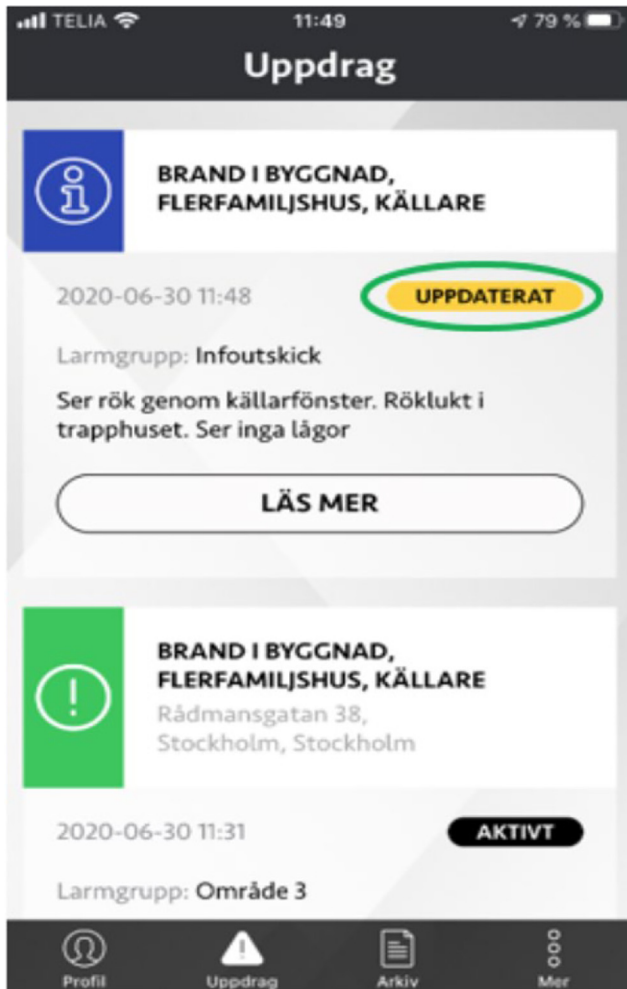 TELIA 11:49 79 %
Uppdrag
BRAND I BYGGNAD,
FLERFAMILJSHUS, KÄLLARE
2020-06-30 11:48 UPPDATERAT
Larmgrupp: Infoutskick
Ser rök genom källarfönster. Röklukt i
trapphuset. Ser inga lågor
LÄS MER
BRAND I BYGGNAD,
FLERFAMILJSHUS, KÄLLARE
Rådmansgatan 38,
Stockholm, Stockholm
2020-06-30 11:31 AKTIVT
Larmgrupp: Område 3
Profil Uppdrag Arkiv Mer